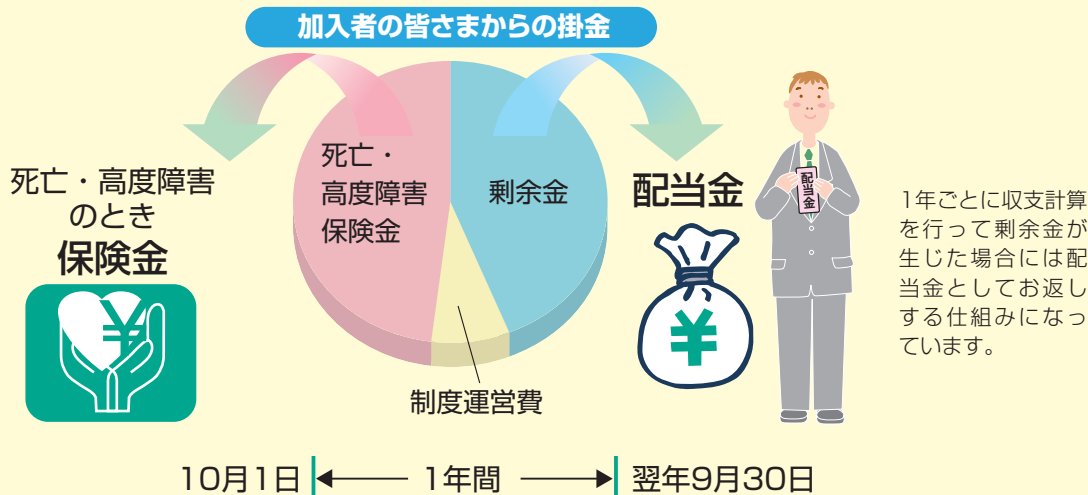 加入者の皆さまからの掛金
死亡・高度障害
のとき
保険金
死亡・
高度障害
保険金
剰余金
制度運営費
配当金
配当金
1年ごとに収支計算
を行って剰余金が
生じた場合には配
当金としてお返し
する仕組みになっ
ています。
10月1日 1年間 翌年9月30日